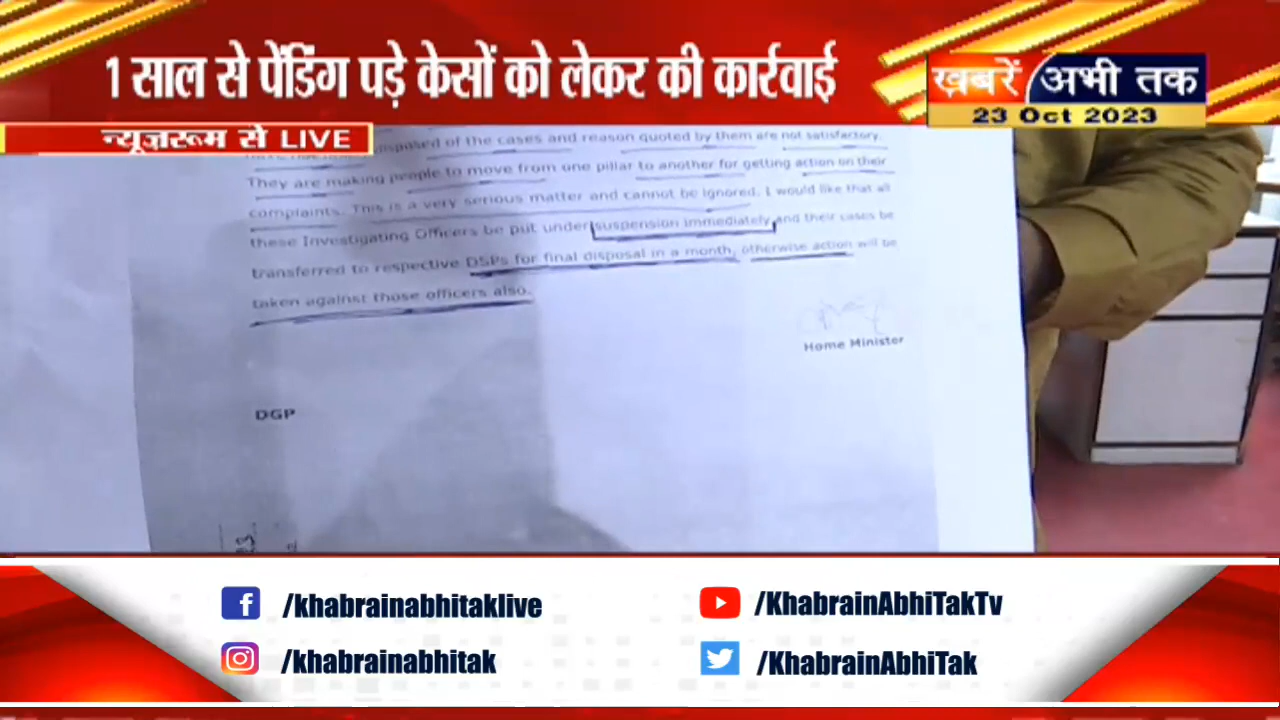 1 साल से पेंडिंग पड़े केसों को लेकर की कार्रवाई
ख़बरें अभी तक
23 Oct 2023
न्यूज़रूम से LIVE
disposed of the cases and reason quoted by them are not satisfactory.
They are making people to move from one pillar to another for getting action on their
complaints. This is a very serious matter and cannot be ignored. I would like that all
these Investigating Officers be put under suspension immediately and their cases be
transferred to respective DSPs for final disposal in a month, otherwise action will be
taken against those officers also.
Home Minister
DGP
/khabrainabhitaklive
/KhabrainAbhiTakTv
/khabrainabhitak
/KhabrainAbhiTak